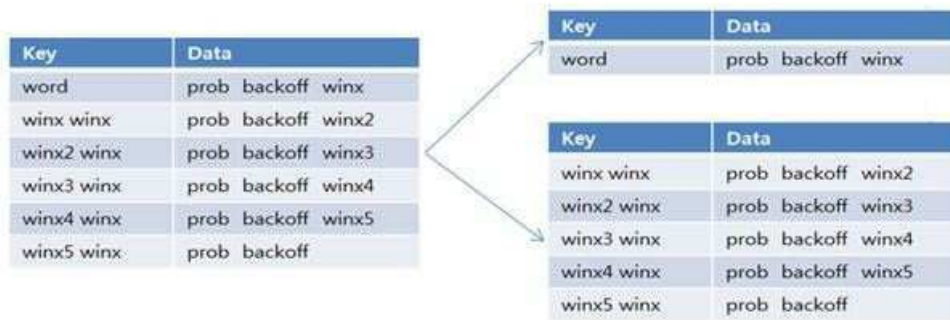 Key Data
word prob backoff winx
winx winx prob backoff winx2
winx2 winx prob backoff winx3
winx3 winx prob backoff winx4
winx4 winx prob backoff winx5
winx5 winx prob backoff
Key Data
word prob backoff winx
Key Data
winx winx prob backoff winx2
winx2 winx prob backoff winx3
winx3 winx prob backoff winx4
winx4 winx prob backoff winx5
winx5 winx prob backoff